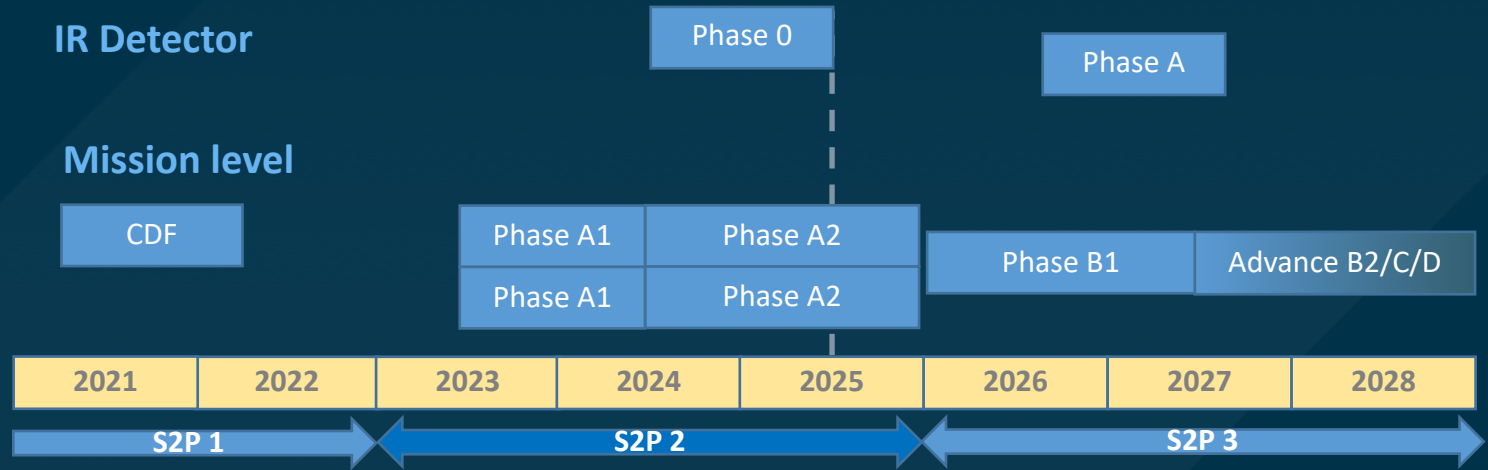 IR Detector
Phase 0
Phase A
Mission level
CDF
Phase A1
Phase A2
Phase A1
Phase A2
Phase B1
Advance B2/C/D
2021 2022 2023 2024 2025 2026 2027 2028
S2P 1 S2P 2 S2P 3